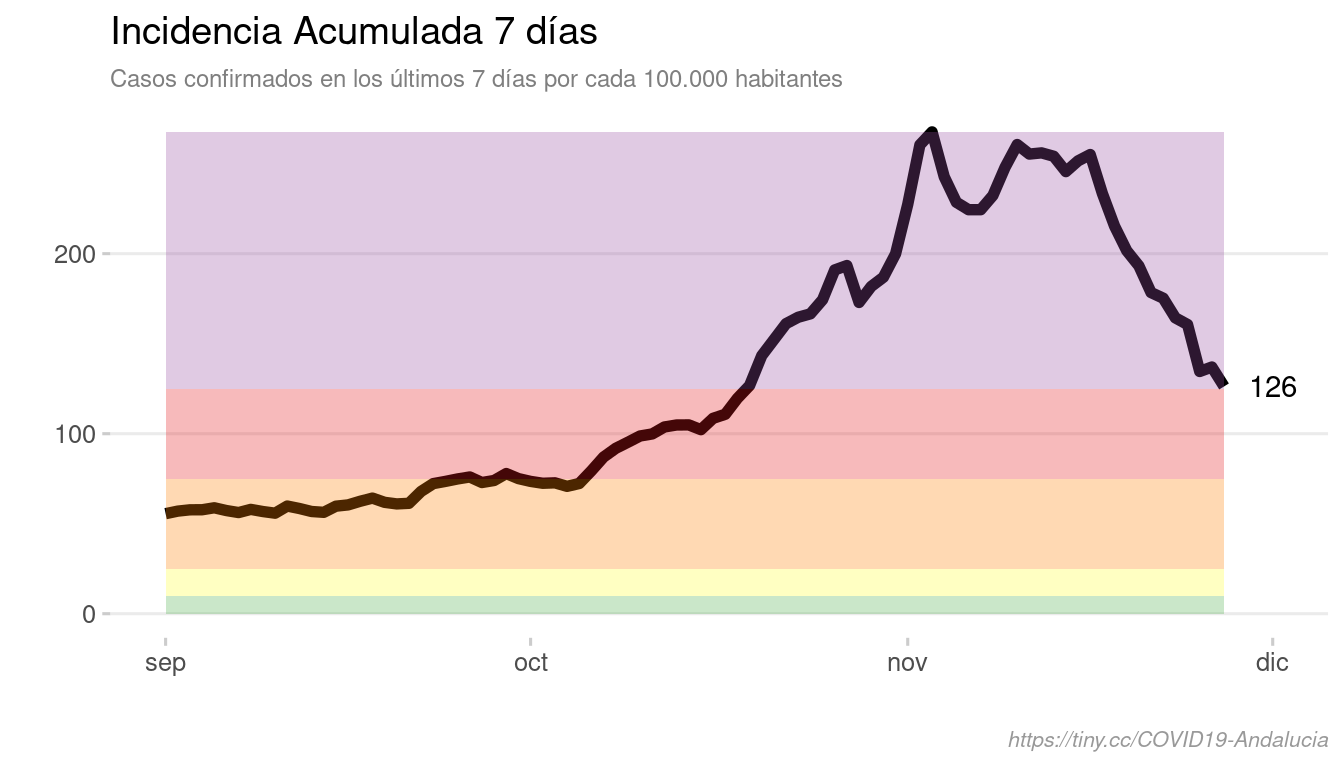 Incidencia Acumulada 7 días
Casos confirmados en los últimos 7 días por cada 100.000 habitantes
200
126
100
0
sep oct nov dic
https://tiny.cc/COVID19-Andalucia